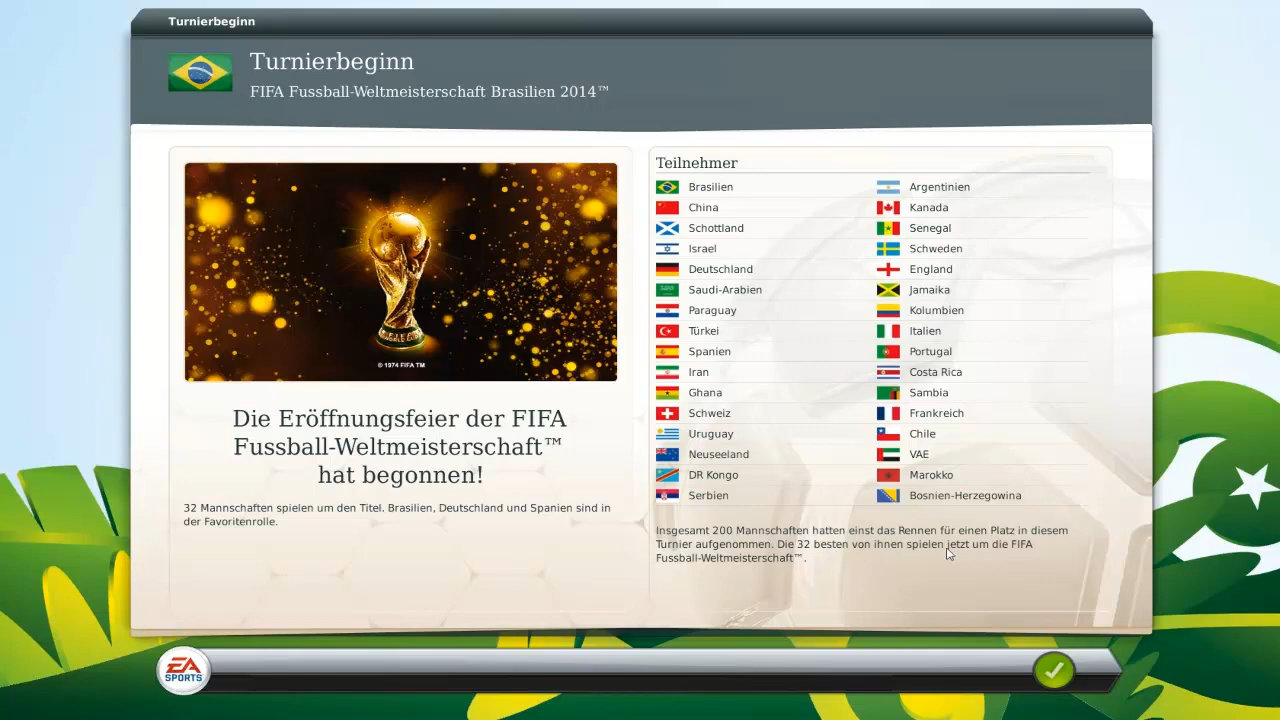 Turnierbeginn
Turnierbeginn
FIFA Fussball-Weltmeisterschaft Brasilien 2014™
© 1974 FIFA TM
Die Eröffnungsfeier der FIFA
Fussball-Weltmeisterschaft™
hat begonnen!
32 Mannschaften spielen um den Titel. Brasilien, Deutschland und Spanien sind in
der Favoritenrolle.
Teilnehmer
Brasilien Argentinien
China Kanada
Schottland Senegal
Israel Schweden
Deutschland England
Saudi-Arabien Jamaika
Paraguay Kolumbien
Türkei Italien
Spanien Portugal
Iran Costa Rica
Ghana Sambia
Schweiz Frankreich
Uruguay Chile
Neuseeland VAE
DR Kongo Marokko
Serbien Bosnien-Herzegowina
Insgesamt 200 Mannschaften hatten einst das Rennen für einen Platz in diesem
Turnier aufgenommen. Die 32 besten von ihnen spielen jetzt um die FIFA
Fussball-Weltmeisterschaft™.
EA
SPORTS